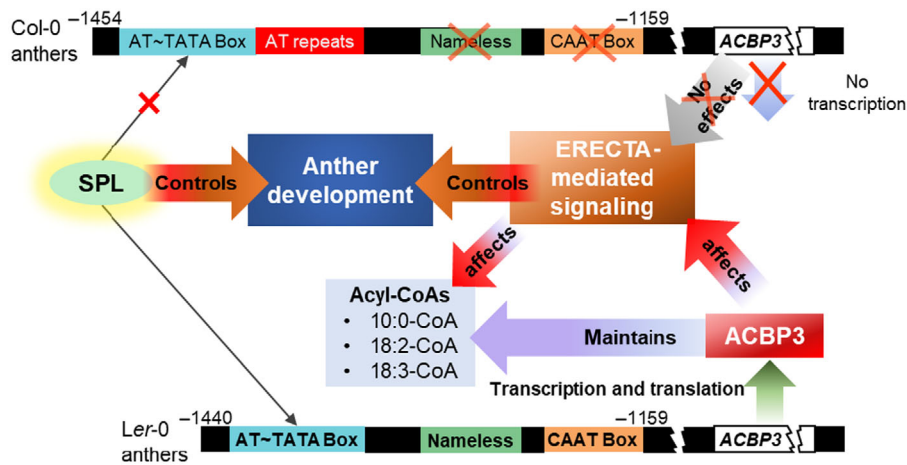 −1454
−1159
Col-0
anthers
AT~TATA Box
AT repeats
Nameless
CAAT Box
ACBP3
No
effects
No
transcription
SPL
Controls
Anther
development
Controls
ERECTA-
mediated
signaling
affects
affects
Acyl-CoAs
• 10:0-CoA
• 18:2-CoA
• 18:3-CoA
Maintains
ACBP3
Transcription and translation
−1440
−1159
Ler-0
anthers
AT~TATA Box
Nameless
CAAT Box
ACBP3